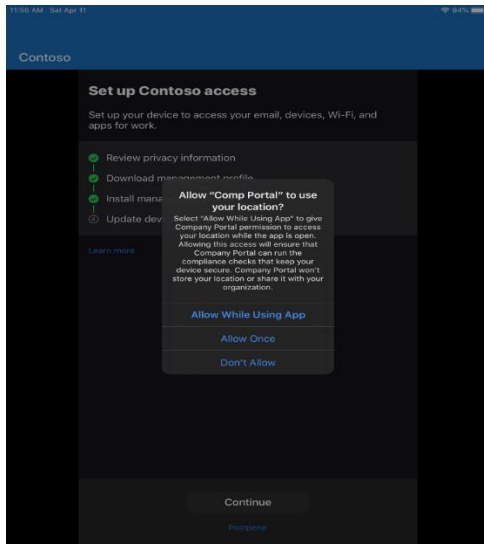 11:56 AM Sat Apr 11
94%
Contoso
Set up Contoso access
Set up your device to access your email, devices, Wi-Fi, and
apps for work.
Review privacy information
Download management profile
Install mana
4 Update dev
Learn more
Allow "Comp Portal" to use
your location?
Select "Allow While Using App" to give
Company Portal permission to access
your location while the app is open.
Allowing this access will ensure that
Company Portal can run the
compliance checks that keep your
device secure. Company Portal won't
store your location or share it with your
organization.
Allow While Using App
Allow Once
Don't Allow
Continue
Postpone